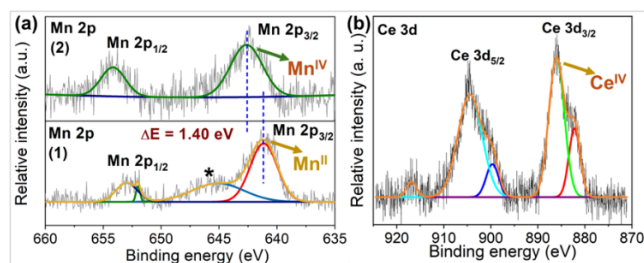 (a) Mn 2p
(2)
Mn 2p1/2
Mn 2p3/2
MnIV
Mn 2p
(1)
ΔE = 1.40 eV
Mn 2p3/2
Mn 2p1/2
*
MnII
660 655 650 645 640 635
Binding energy (eV)
Relative intensity (a. u.)
(b)
Ce 3d
Ce 3d3/2
Ce 3d5/2
CeIV
920 910 900 890 880 870
Binding energy (eV)
Relative intensity (a.u.)